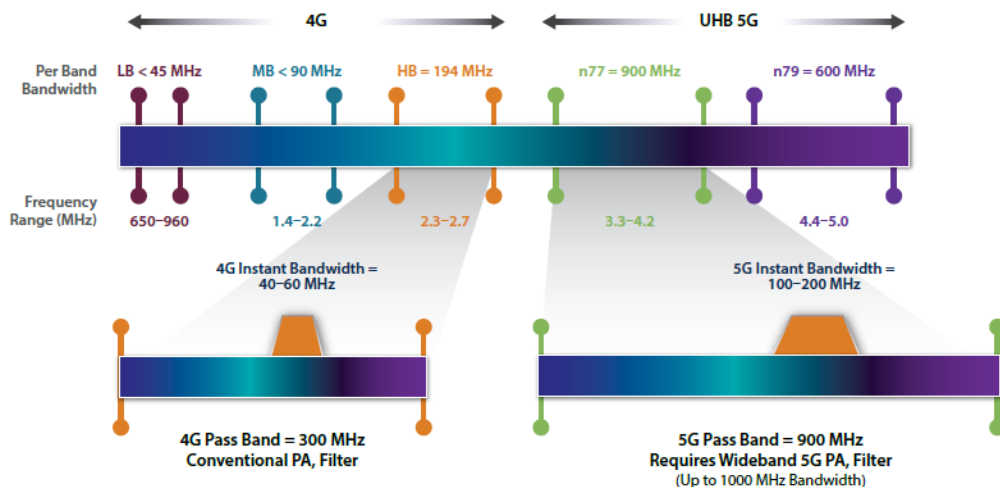 4G
UHB 5G
Per Band
Bandwidth
LB < 45 MHz
MB < 90 MHz
HB = 194 MHz
n77 = 900 MHz
n79 = 600MHz
Frequency
Range (MHz)
650–960
1.4–2.2
2.3–2.7
3.3–4.2
4.4–5.0
4G Instant Bandwidth =
40–60 MHz
5G Instant Bandwidth =
100–200 MHz
4G Pass Band = 300 MHz
Conventional PA, Filter
5G Pass Band = 900 MHz
Requires Wideband 5G PA, Filter
(Up to 1000 MHz Bandwidth)